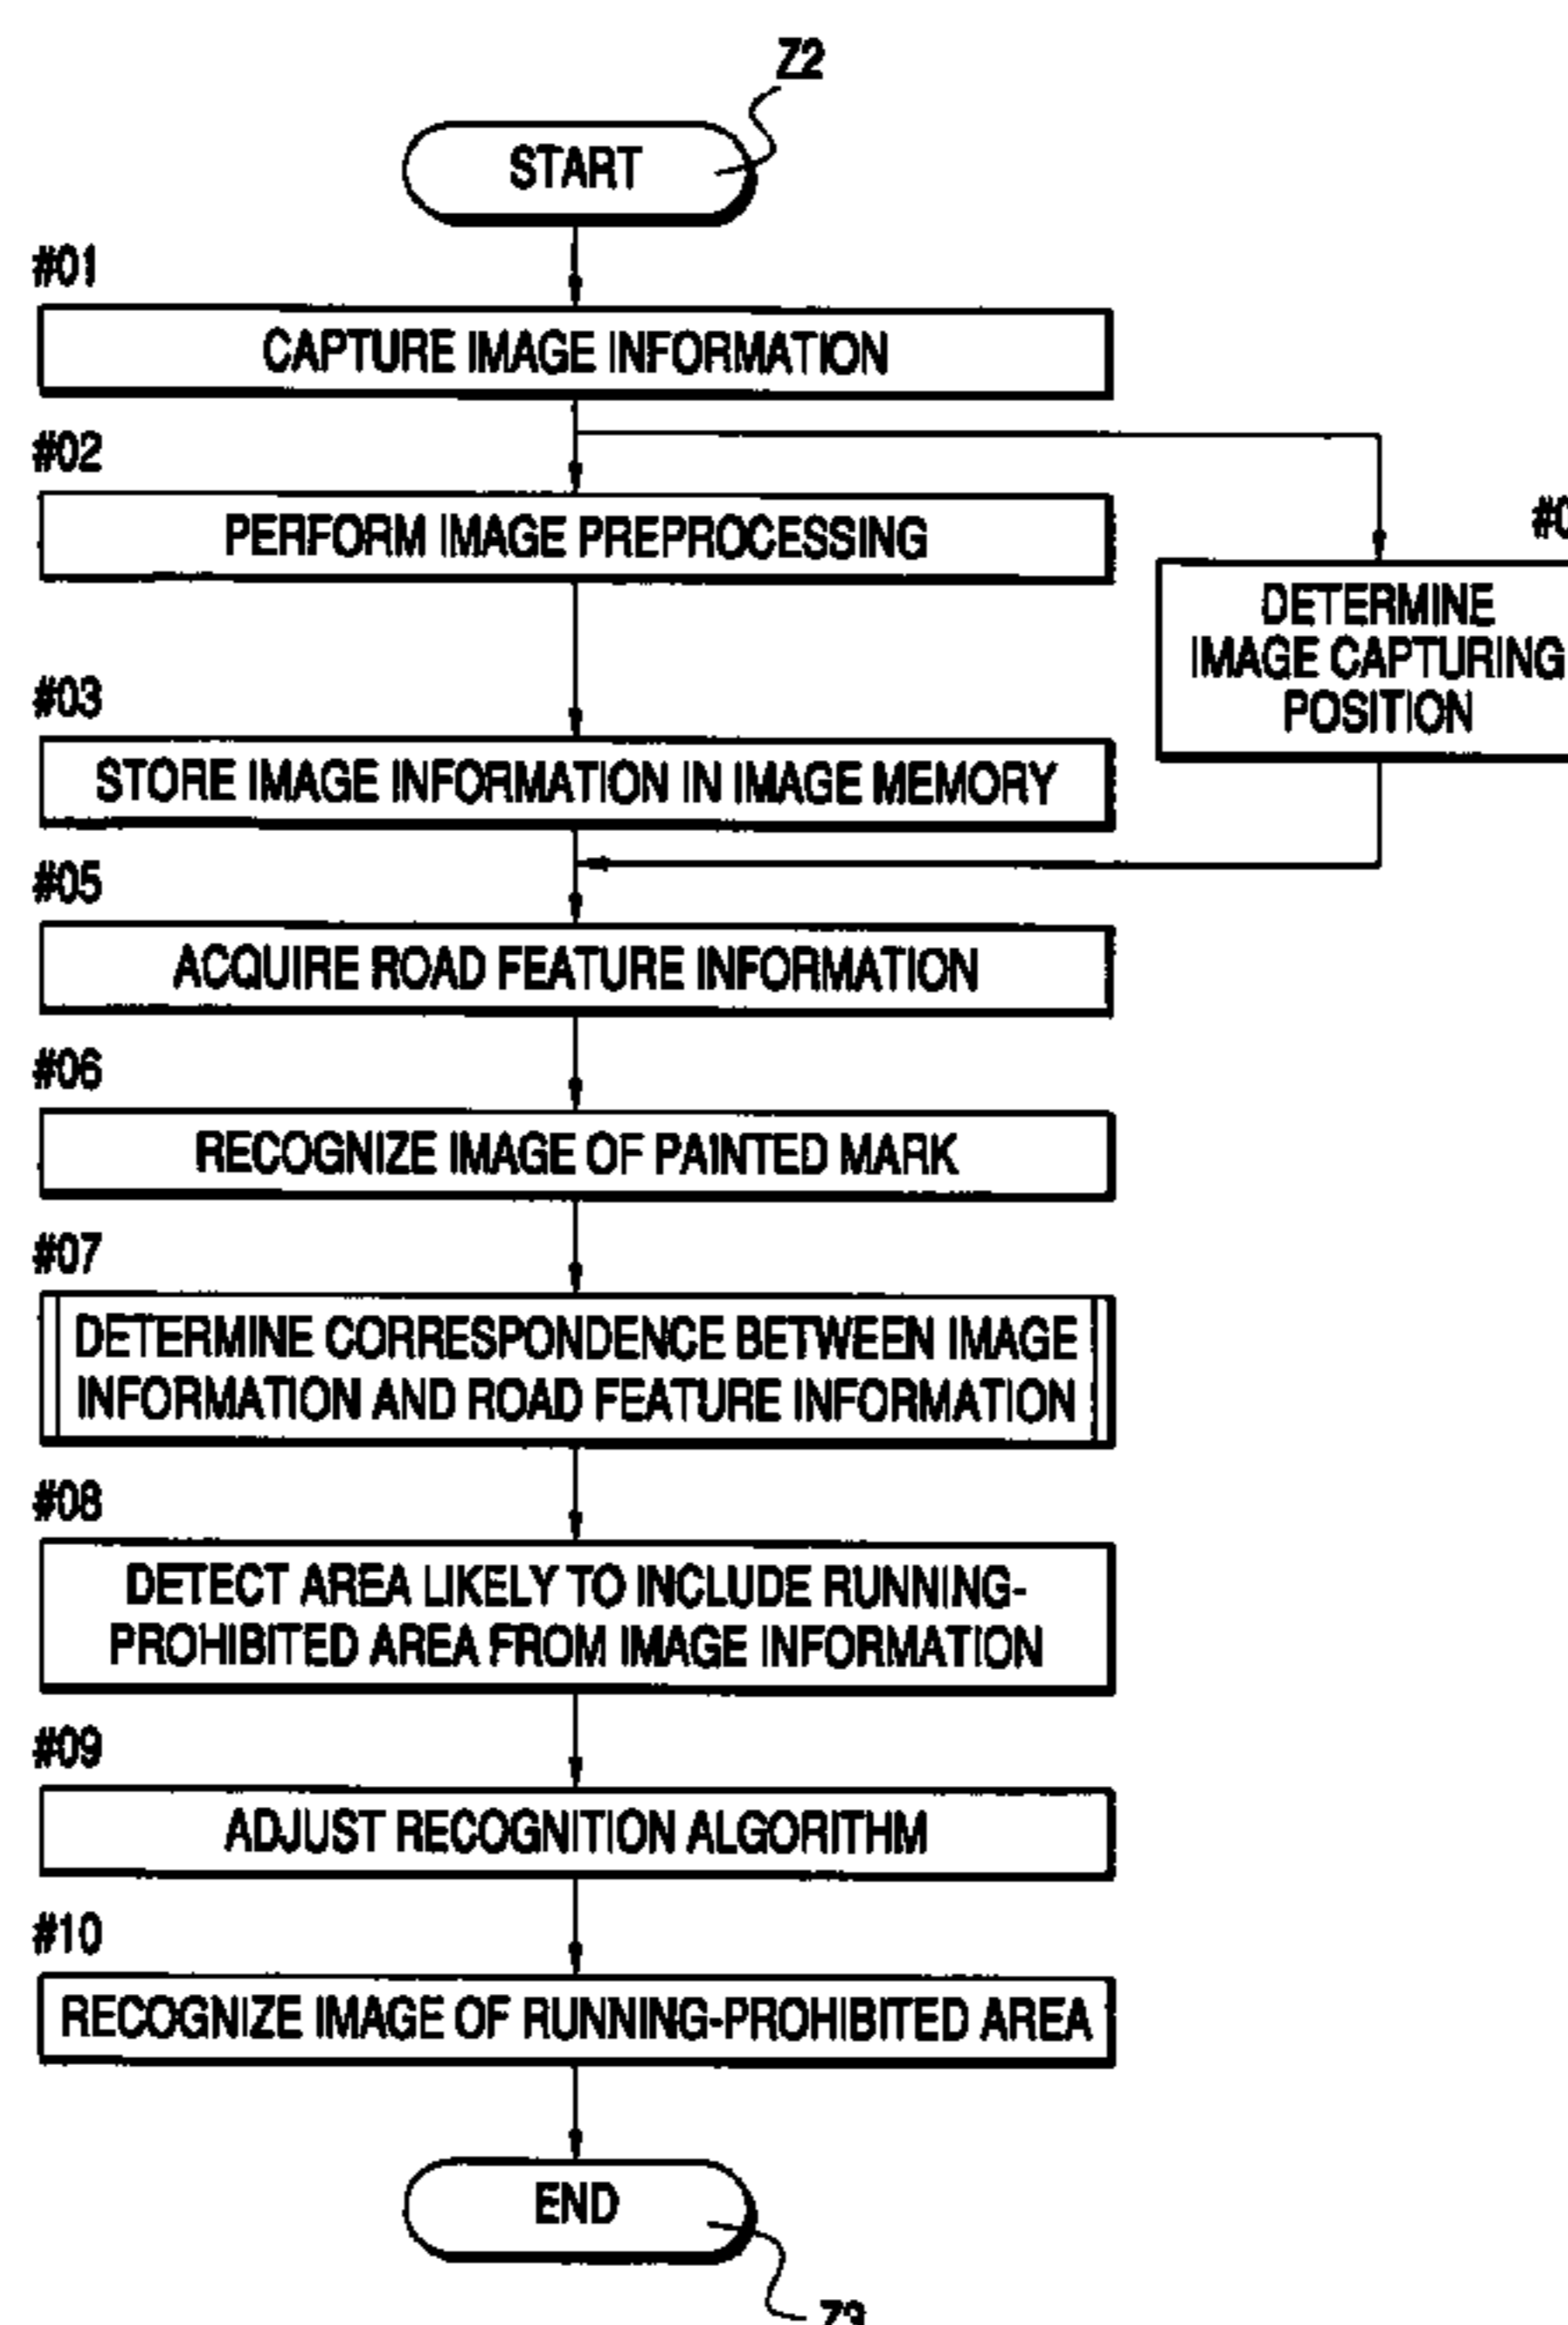 Z2
START
#01
CAPTURE IMAGE INFORMATION
#02
PERFORM IMAGE PREPROCESSING
DETERMINE
IMAGE CAPTURING
POSITION
#03
STORE IMAGE INFORMATION IN IMAGE MEMORY
#05
ACQUIRE ROAD FEATURE INFORMATION
#06
RECOGNIZE IMAGE OF PAINTED MARK
#07
DETERMINE CORRESPONDENCE BETWEEN IMAGE
INFORMATION AND ROAD FEATURE INFORMATION
#08
DETECT AREA LIKELY TO INCLUDE RUNNING-
PROHIBITED AREA FROM IMAGE INFORMATION
#09
ADJUST RECOGNITION ALGORITHM
#10
RECOGNIZE IMAGE OF RUNNING-PROHIBITED AREA
END